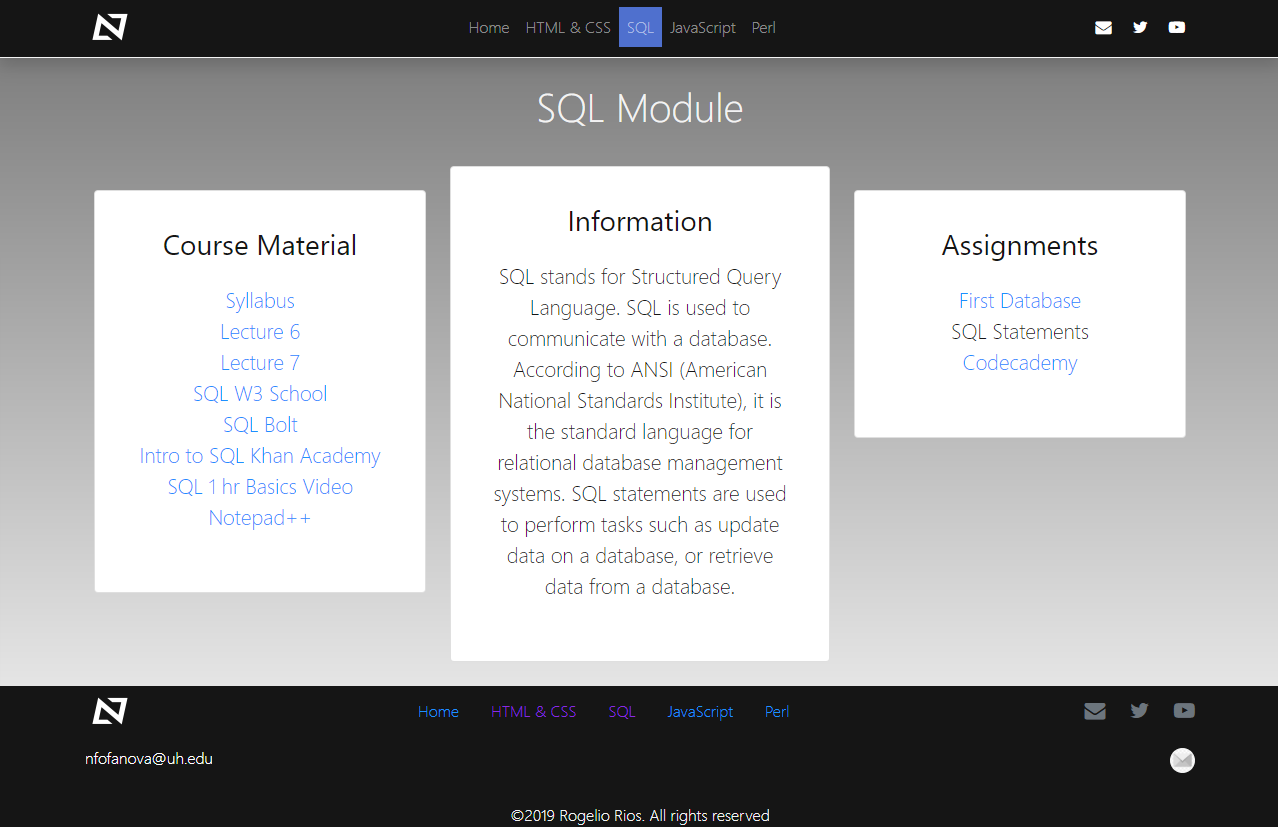 Home HTML & CSS SQL JavaScript Perl
SQL Module
Course Material
Syllabus
Lecture 6
Lecture 7
SQL W3 School
SQL Bolt
Intro to SQL Khan Academy
SQL 1 hr Basics Video
Notepad++
Information
SQL stands for Structured Query
Language. SQL is used to
communicate with a database.
According to ANSI (American
National Standards Institute), it is
the standard language for
relational database management
systems. SQL statements are used
to perform tasks such as update
data on a database, or retrieve
data from a database.
Assignments
First Database
SQL Statements
Codecademy
Home HTML & CSS SQL JavaScript Perl
nfofanova@uh.edu
©2019 Rogelio Rios. All rights reserved